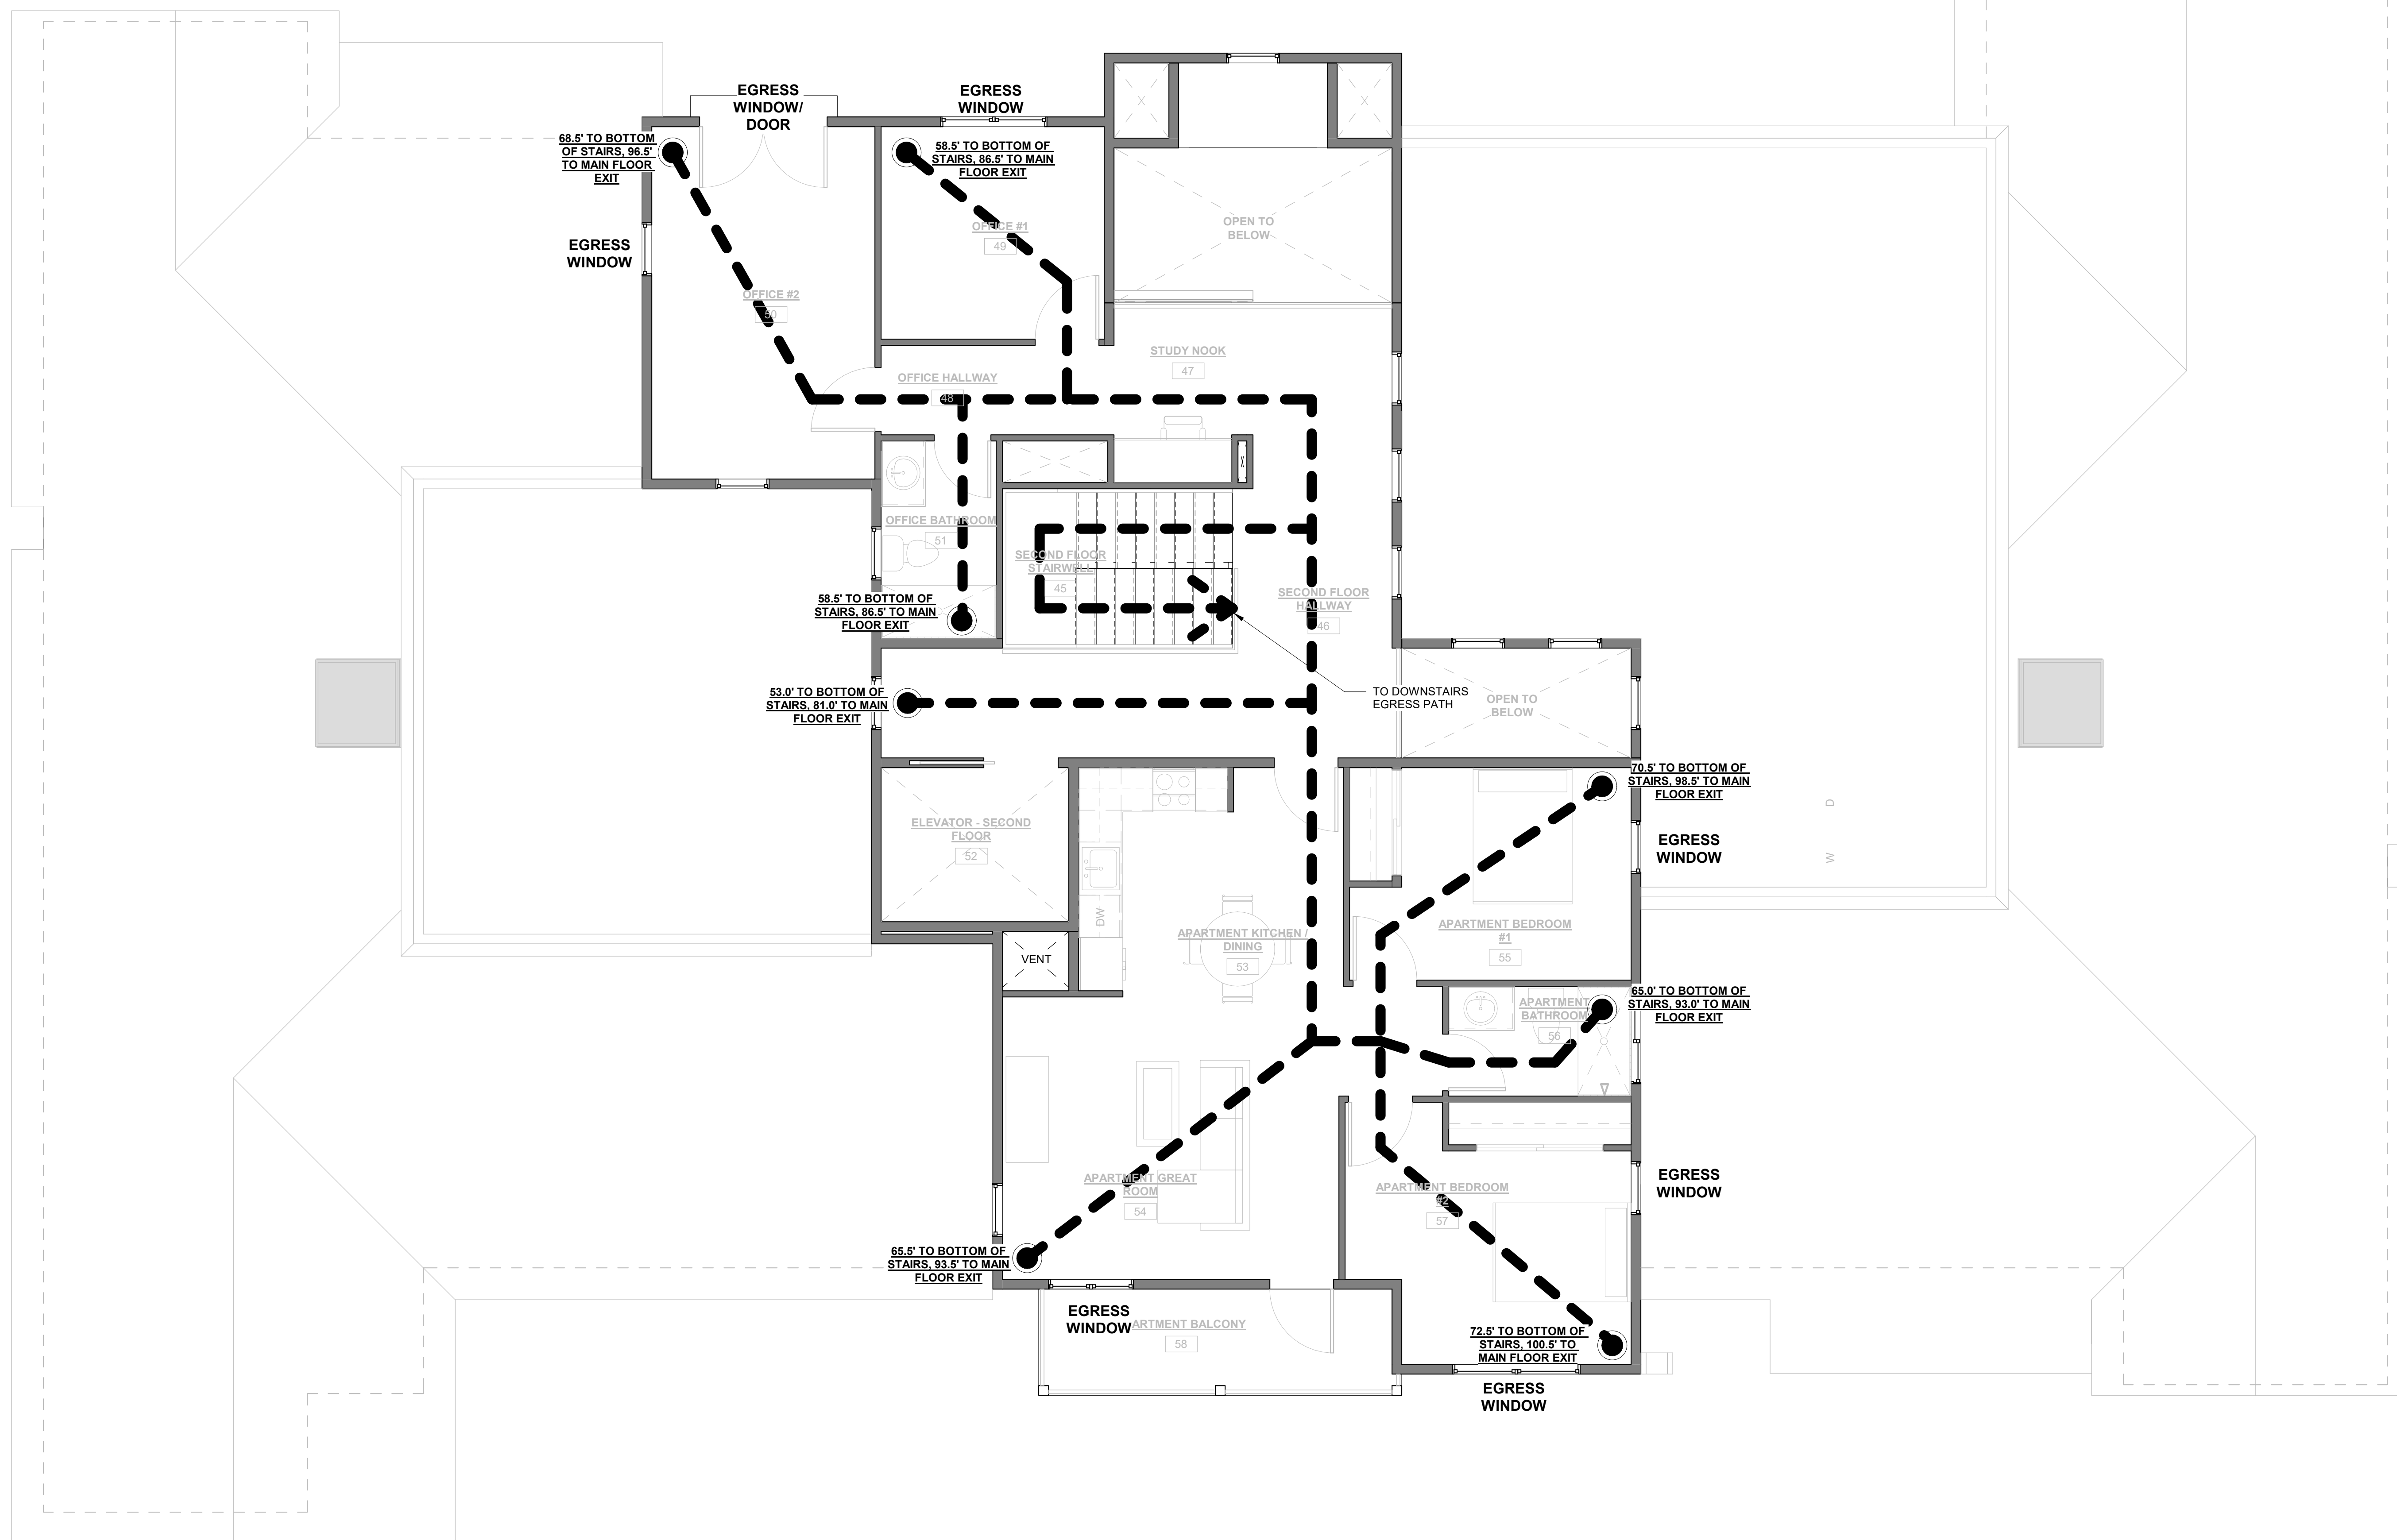 EGRESS
WINDOW/
DOOR
EGRESS
WINDOW
68.5' TO BOTTOM
OF STAIRS, 96.5'
TO MAIN FLOOR
EXIT
58.5' TO BOTTOM OF
STAIRS, 86.5' TO MAIN
FLOOR EXIT
X
X
OFFICE #1
49
OPEN TO
BELOW
EGRESS
WINDOW
OFFICE #2
50
STUDY NOOK
47
OFFICE HALLWAY
48
X
OFFICE BATHROOM
51
SECOND FLOOR
STAIRWELL
45
SECOND FLOOR
HALLWAY
46
58.5' TO BOTTOM OF
STAIRS, 86.5' TO MAIN
FLOOR EXIT
53.0' TO BOTTOM OF
STAIRS, 81.0' TO MAIN
FLOOR EXIT
TO DOWNSTAIRS
EGRESS PATH
OPEN TO
BELOW
70.5' TO BOTTOM OF
STAIRS, 98.5' TO MAIN
FLOOR EXIT
D
W
ELEVATOR - SECOND
FLOOR
52
EGRESS
WINDOW
DW
APARTMENT KITCHEN /
DINING
53
APARTMENT BEDROOM
#1
55
VENT
65.0' TO BOTTOM OF
STAIRS, 93.0' TO MAIN
FLOOR EXIT
APARTMENT
BATHROOM
56
APARTMENT GREAT
ROOM
54
APARTMENT BEDROOM
#2
57
EGRESS
WINDOW
65.5' TO BOTTOM OF
STAIRS, 93.5' TO MAIN
FLOOR EXIT
EGRESS
WINDOW
ARTMENT BALCONY
58
72.5' TO BOTTOM OF
STAIRS, 100.5' TO
MAIN FLOOR EXIT
EGRESS
WINDOW